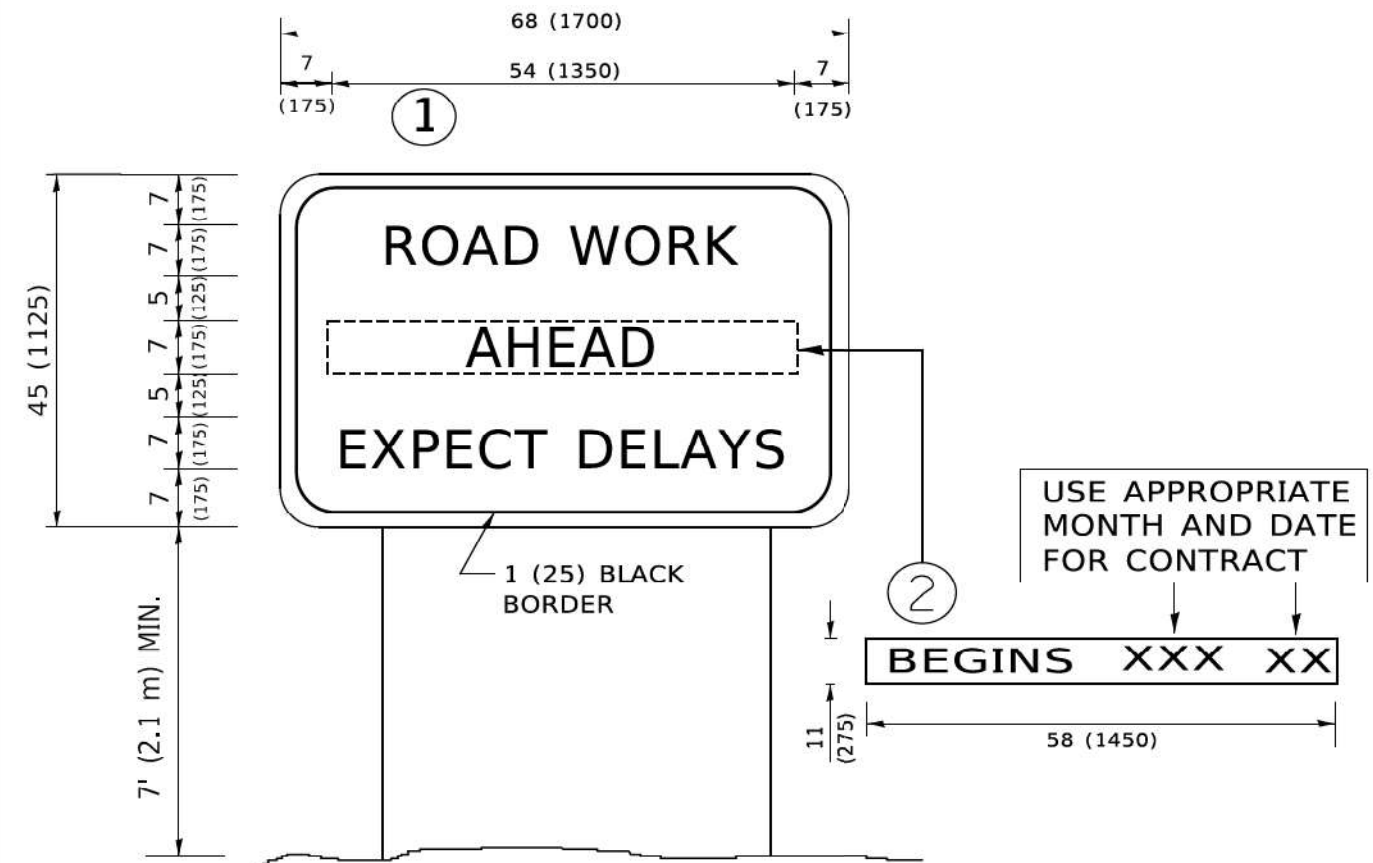 68 (1700)
7
54 (1350)
7
(175)
(175)
1
45 (1125)
7
(175)
7
(175)
5
(125)
7
(175)
5
(125)
7
(175)
7
(175)
ROAD WORK
AHEAD
EXPECT DELAYS
1 (25) BLACK
BORDER
7' (2.1 m) MIN.
USE APPROPRIATE
MONTH AND DATE
FOR CONTRACT
2
BEGINS XXX XX
11
(275)
58 (1450)